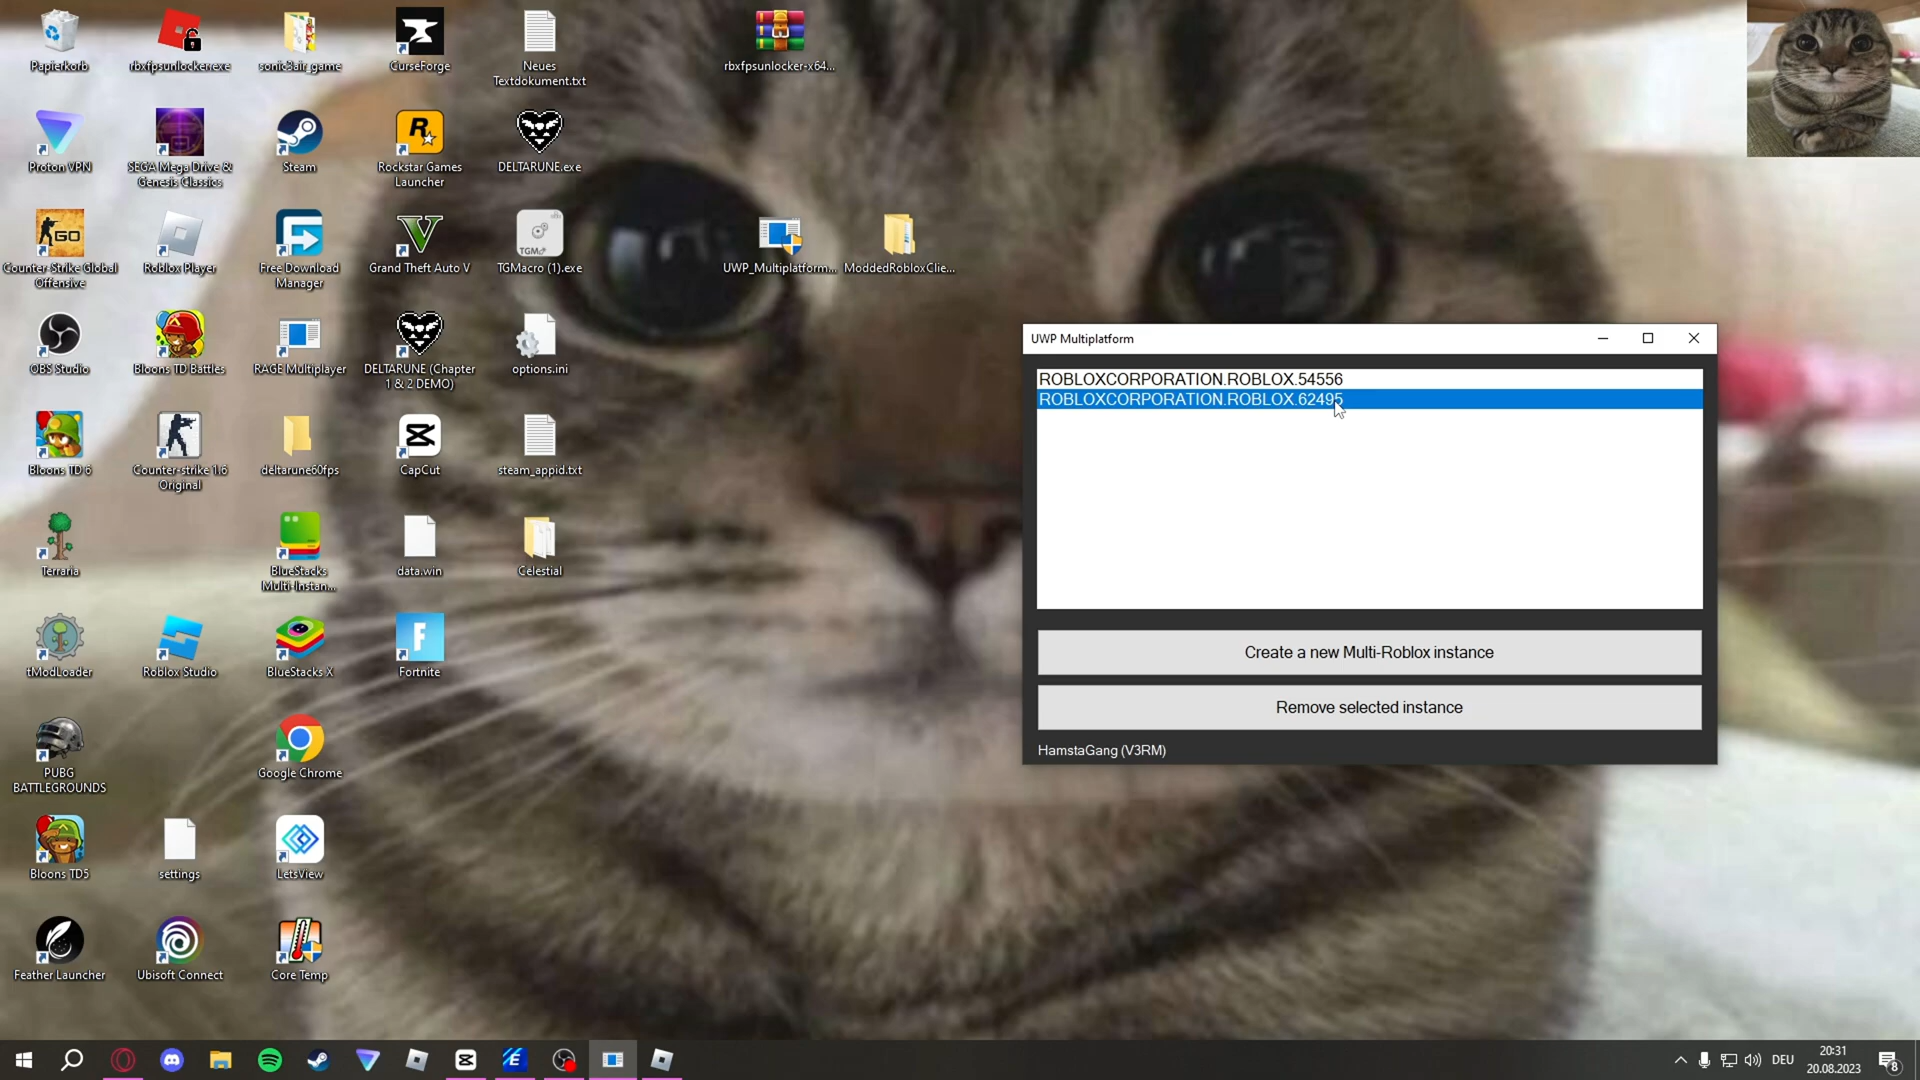 Papierkorb
rbxfpsunlocker.exe
sonic3air_game
CurseForge
Neues
Textdokument.txt
rbxfpsunlocker-x64...
Proton VPN
SEGA Mega Drive &
Genesis Classics
Steam
Rockstar Games
Launcher
DELTARUNE.exe
Counter-Strike Global
Offensive
Roblox Player
Free Download
Manager
Grand Theft Auto V
TGMacro (1).exe
UWP_Multiplatform...
ModdedRobloxClie...
OBS Studio
Bloons TD Battles
RAGE Multiplayer
DELTARUNE (Chapter
1 & 2 DEMO)
options.ini
Bloons TD 6
Counter-strike 1.6
Original
deltarune60fps
CapCut
steam_appid.txt
Terraria
BlueStacks
Multi-Instan...
data.win
Celestial
tModLoader
Roblox Studio
BlueStacks X
Fortnite
PUBG
BATTLEGROUNDS
Google Chrome
Bloons TD5
settings
LetsView
Feather Launcher
Ubisoft Connect
Core Temp
UWP Multiplatform
ROBLOXCORPORATION.ROBLOX.54556
ROBLOXCORPORATION.ROBLOX.62495
Create a new Multi-Roblox instance
Remove selected instance
HamstaGang (V3RM)
DEU
20:31
20.08.2023
8